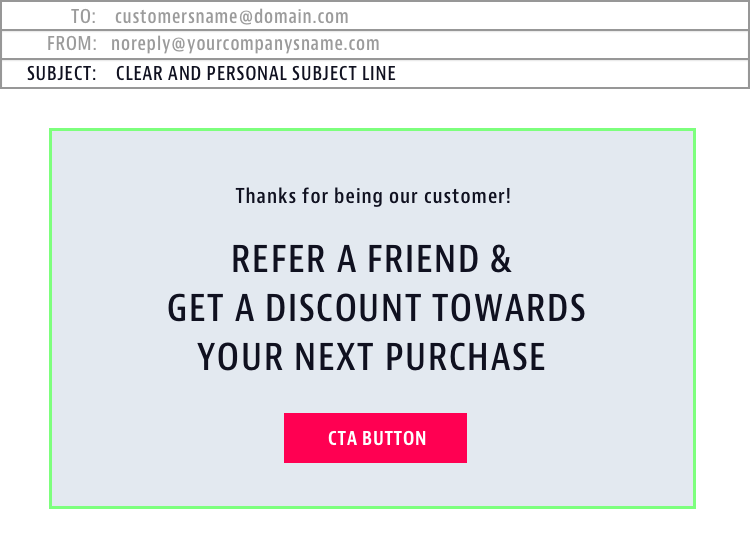 TO: customersname@domain.com
FROM: noreply@yourcompanysname.com
SUBJECT: CLEAR AND PERSONAL SUBJECT LINE
Thanks for being our customer!
REFER A FRIEND &
GET A DISCOUNT TOWARDS
YOUR NEXT PURCHASE
CTA BUTTON